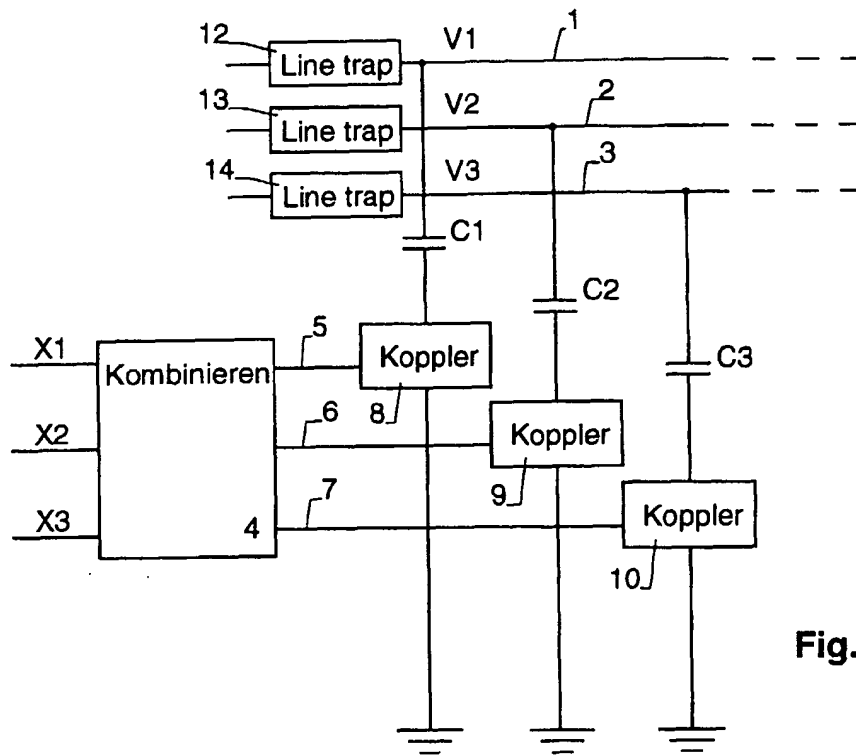 12
Line trap
V1
1
13
Line trap
V2
2
14
Line trap
V3
3
C1
C2
C3
X1
X2
X3
Kombinieren
4
5
Koppler
8
6
Koppler
9
7
Koppler
10
Fig.